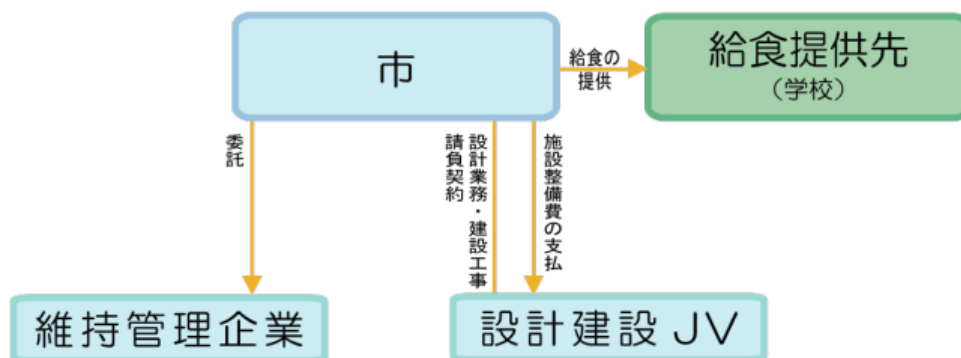 市
給食の
提供
給食提供先
（学校）
委託
設計業務・建設工事
請負契約
施設整備費の支払
維持管理企業
設計建設 JV